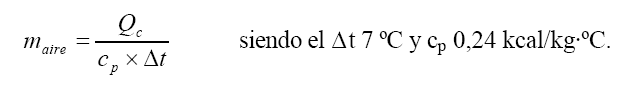 m_aire = Q_c / (c_p × Δt) siendo el Δt 7 ºC y c_p 0,24 kcal/kg·ºC.